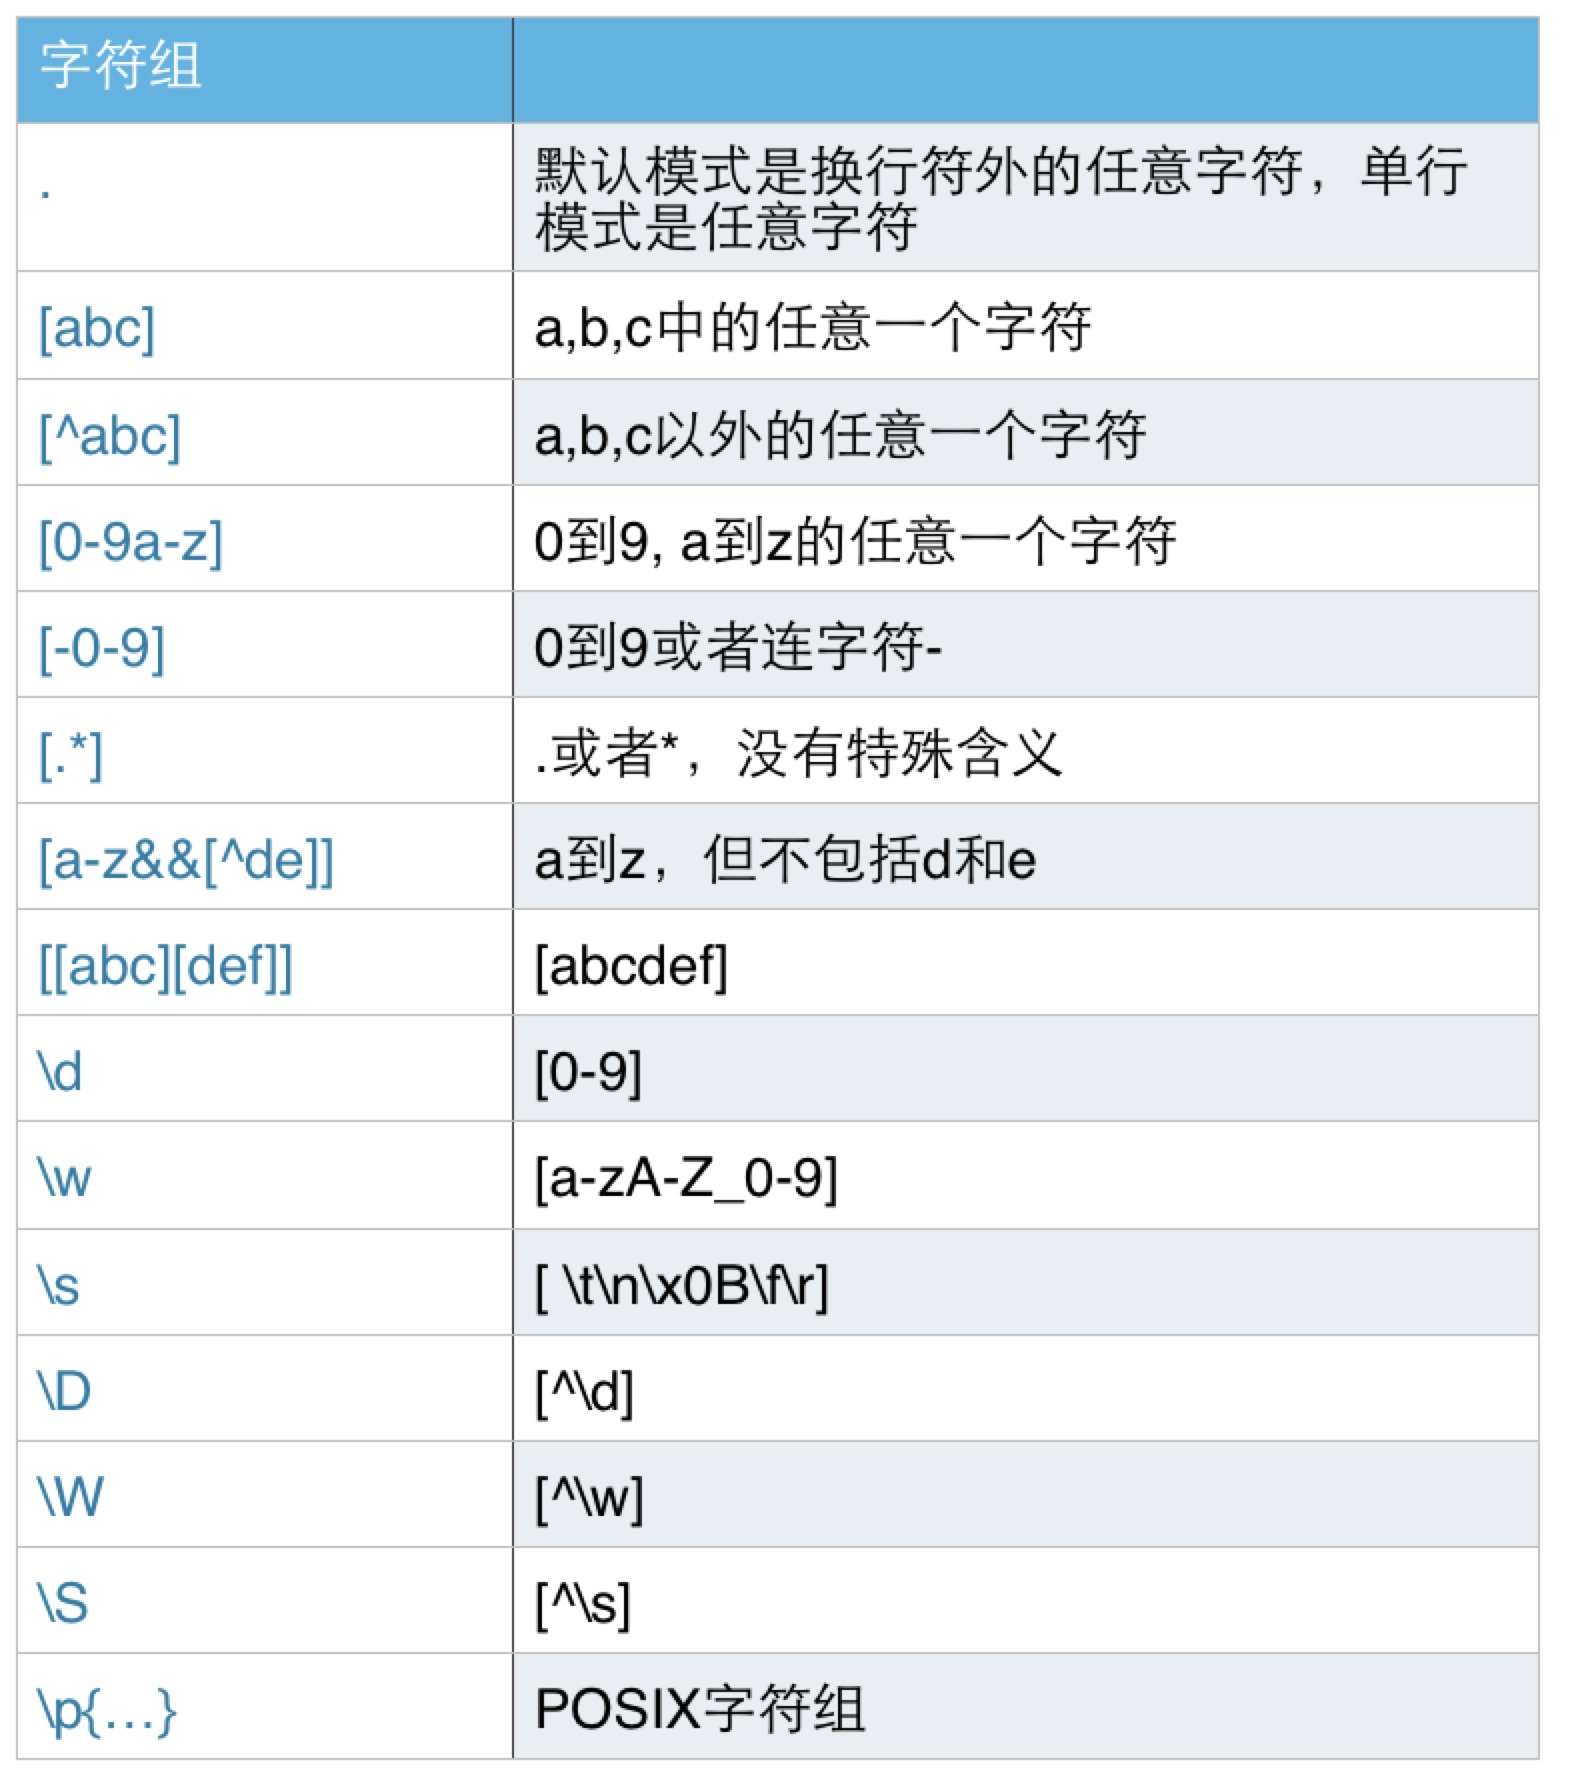 字符组
.
默认模式是换行符外的任意字符，单行
模式是任意字符
[abc]
a,b,c中的任意一个字符
[^abc]
a,b,c以外的任意一个字符
[0-9a-z]
0到9, a到z的任意一个字符
[-0-9]
0到9或者连字符-
[.*]
.或者*，没有特殊含义
[a-z&&[^de]]
a到z，但不包括d和e
[[abc][def]]
[abcdef]
\d
[0-9]
\w
[a-zA-Z_0-9]
\s
[ \t\n\x0B\f\r]
\D
[^\d]
\W
[^\w]
\S
[^\s]
\p{…}
POSIX字符组